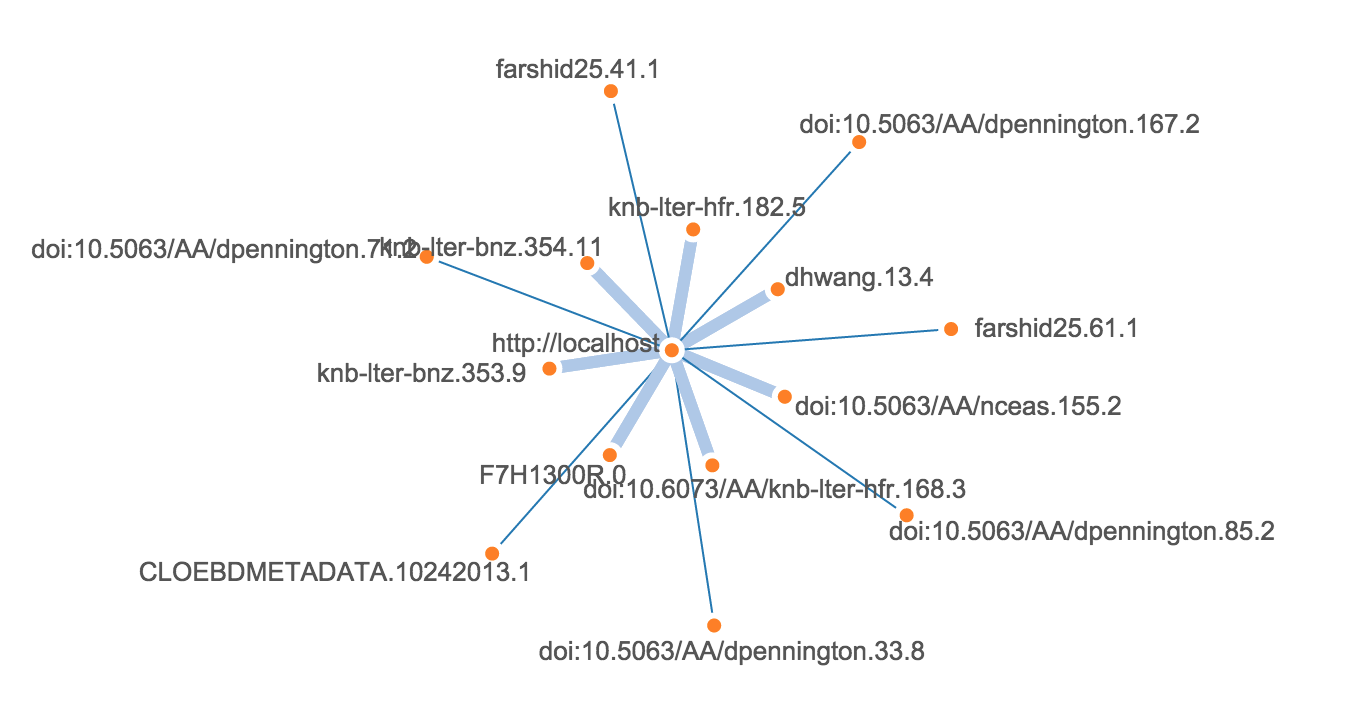 farshid25.41.1
doi:10.5063/AA/dpennington.167.2
knb-lter-hfr.182.5
doi:10.5063/AA/dpennington.71.2
knb-lter-bnz.354.11
dhwang.13.4
farshid25.61.1
http://localhost
knb-lter-bnz.353.9
doi:10.5063/AA/nceas.155.2
F7H1300R.0
doi:10.6073/AA/knb-lter-hfr.168.3
doi:10.5063/AA/dpennington.85.2
CLOEBDMETADATA.10242013.1
doi:10.5063/AA/dpennington.33.8